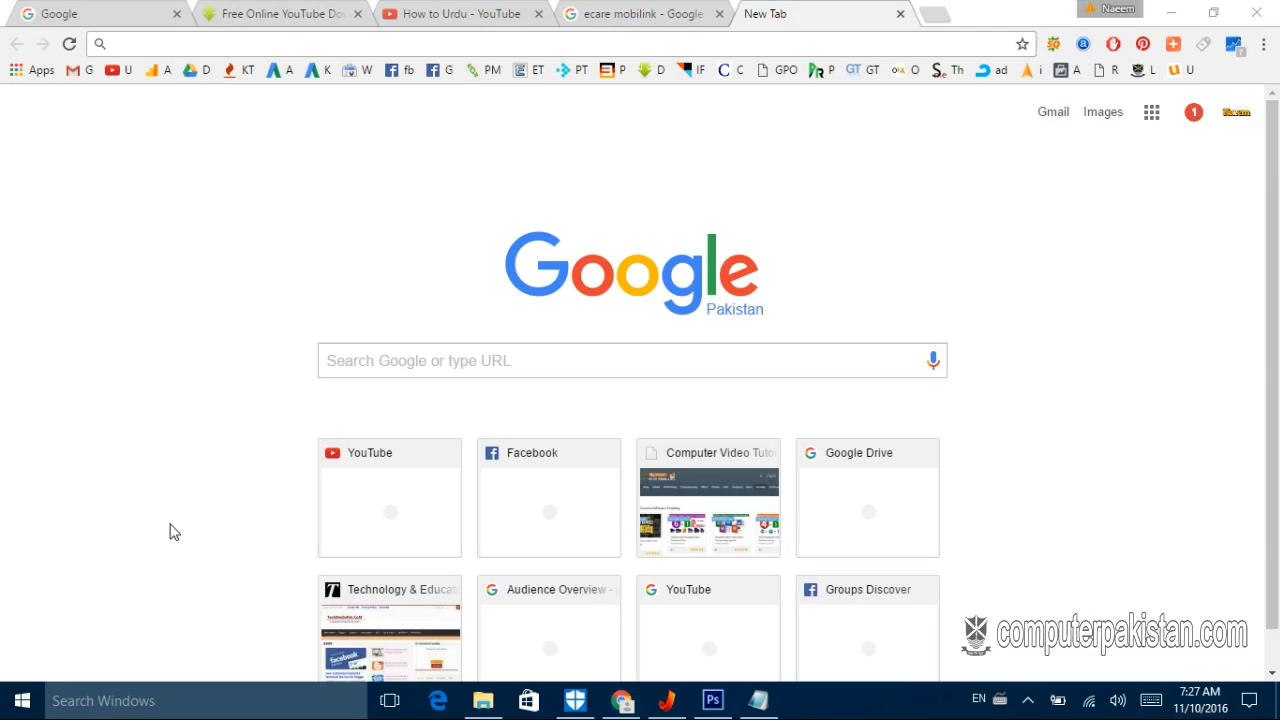 Google
Free Online YouTube Dov
How to Urdu - YouTube
ecare mobilink - Google
New Tab
Naeem
Apps
G
U
A
D
KT
A
K
W
fb
G
PM
ET
PT
P
D
IF
C
GPO
P
GT
O
Th
ad
i
A
R
L
U
Gmail
Images
1
Google
Pakistan
Search Google or type URL
YouTube
Facebook
Computer Video Tuto
Google Drive
Technology & Educat
Audience Overview -
YouTube
Groups Discover
computerpakistan.com
Search Windows
Ps
EN
7:27 AM
11/10/2016